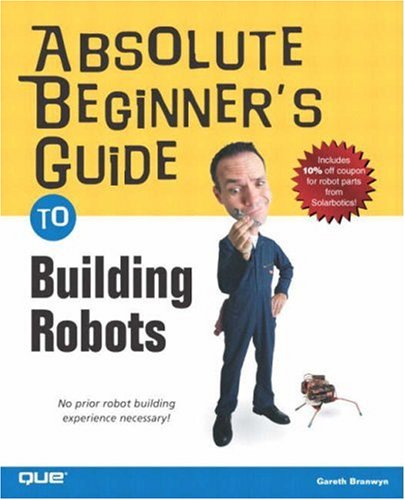 ABSOLUTE
BEGINNER'S
GUIDE
TO
Building
Robots
Includes
10% off coupon
for robot parts
from
Solarbotics!
No prior robot building
experience necessary!
QUE®
Gareth Branwyn